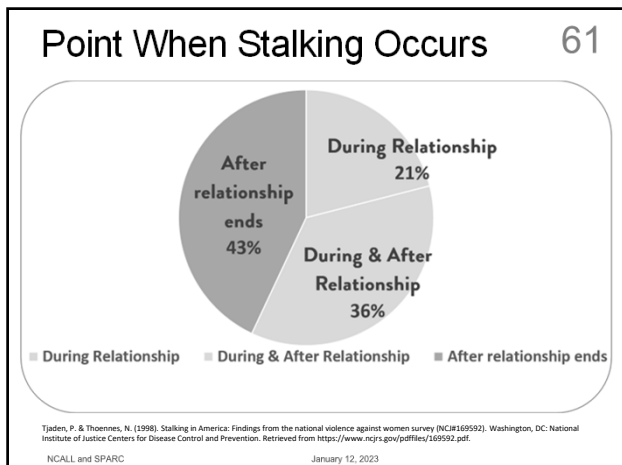 Point When Stalking Occurs
61
During Relationship
21%
After
relationship
ends
43%
During & After
Relationship
36%
During Relationship
During & After Relationship
After relationship ends
Tjaden, P. & Thoennes, N. (1998). Stalking in America: Findings from the national violence against women survey (NCJ#169592). Washington, DC: National
Institute of Justice Centers for Disease Control and Prevention. Retrieved from https://www.ncjrs.gov/pdffiles/169592.pdf.
NCALL and SPARC
January 12, 2023